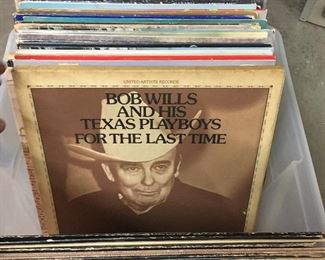 UNITED ARTISTS RECORDS
BOB WILLS
AND HIS
TEXAS PLAYBOYS
FOR THE LAST TIME